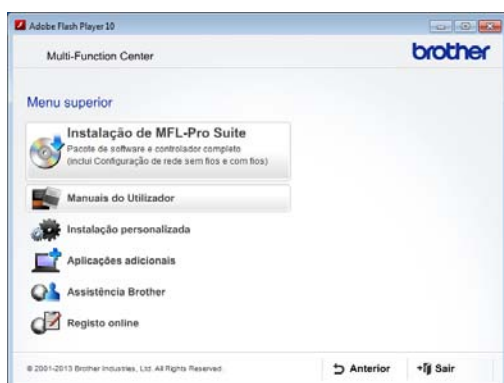 Adobe Flash Player 10
Multi-Function Center
brother
Menu superior
Instalação de MFL-Pro Suite
Pacote de software e controlador completo
(inclui Configuração de rede sem fios e com fios)
Manuais do Utilizador
Instalação personalizada
Aplicações adicionais
Assistência Brother
Registo online
© 2001-2013 Brother Industries, Ltd. All Rights Reserved.
Anterior
Sair